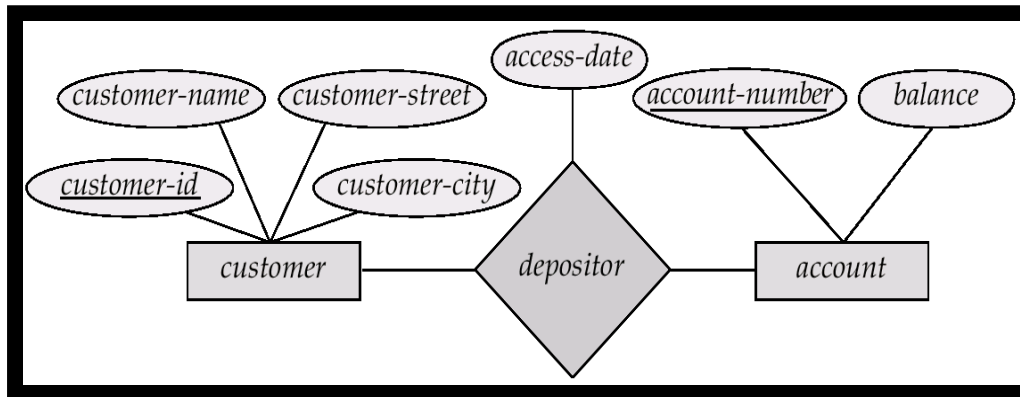 access-date
customer-name
customer-street
account-number
balance
customer-id
customer-city
customer
depositor
account